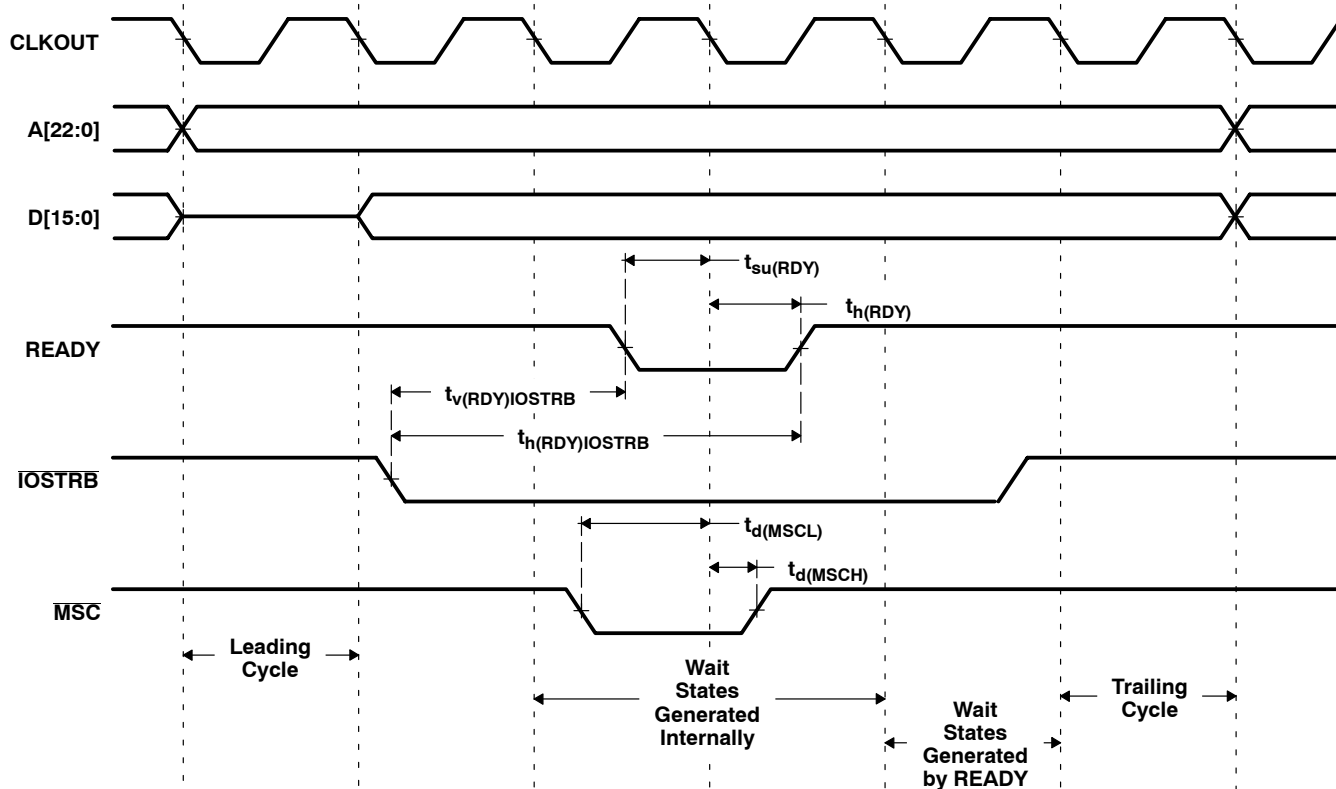 CLKOUT
A[22:0]
D[15:0]
tsu(RDY)
th(RDY)
READY
tv(RDY)IOSTRB
th(RDY)IOSTRB
IOSTRB
td(MSCL)
td(MSCH)
MSC
Leading
Cycle
Wait
States
Generated
Internally
Wait
States
Generated
by READY
Trailing
Cycle